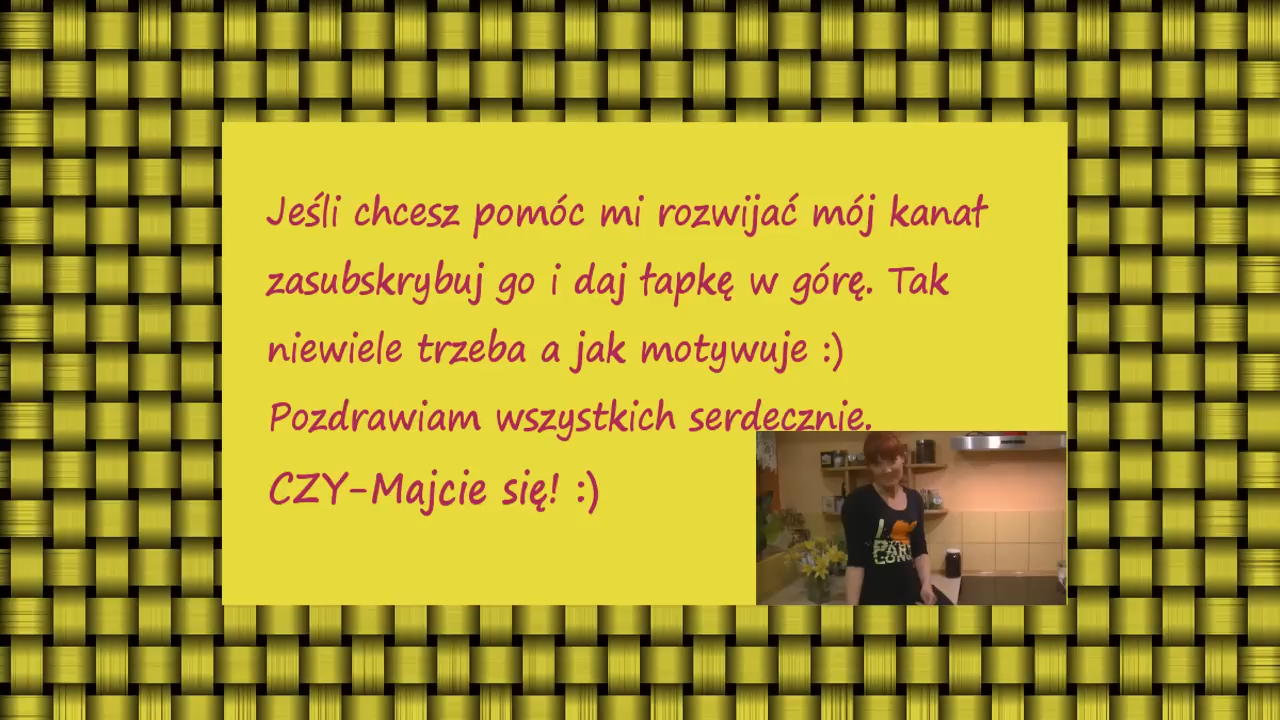 Jeśli chcesz pomóc mi rozwijać mój kanał
zasubskrybuj go i daj łapkę w górę. Tak
niewiele trzeba a jak motywuje :)
Pozdrawiam wszystkich serdecznie.
CZY-Majcie się! :)
I